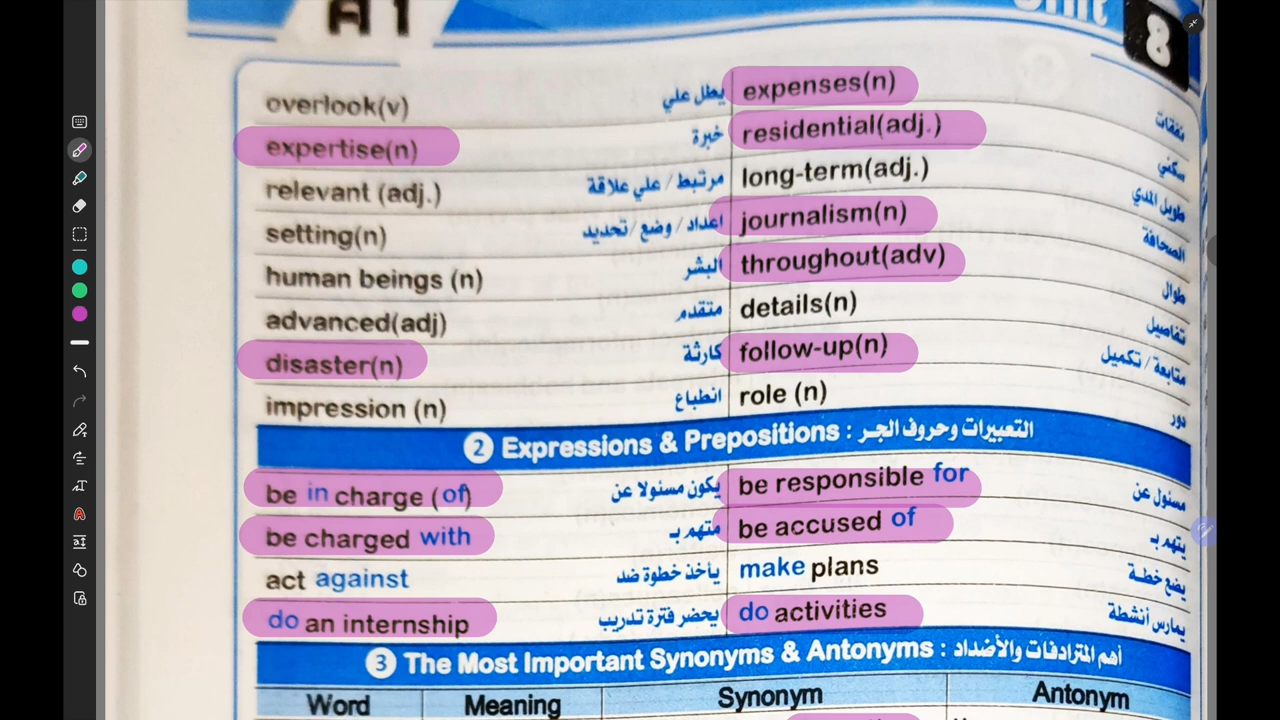 Unit 8
A1
overlook(v) يطل علي expenses(n) نفقات
expertise(n) خبرة residential(adj.) سكني
relevant (adj.) مرتبط / علي علاقة long-term(adj.) طويل المدي
setting(n) اعداد / وضع / تحديد journalism(n) الصحافة
human beings (n) البشر throughout(adv) طوال
advanced(adj) متقدم details(n) تفاصيل
disaster(n) كارثة follow-up(n) متابعة / تكميل
impression (n) انطباع role (n) دور
2 Expressions & Prepositions : التعبيرات وحروف الجر
be in charge (of) يكون مسئولا عن be responsible for مسئول عن
be charged with متهم بـ be accused of يتهم بـ
act against يأخذ خطوة ضد make plans يضع خطة
do an internship يحضر فترة تدريب do activities يمارس أنشطة
3 The Most Important Synonyms & Antonyms : أهم المترادفات والأضداد
Word Meaning Synonym Antonym